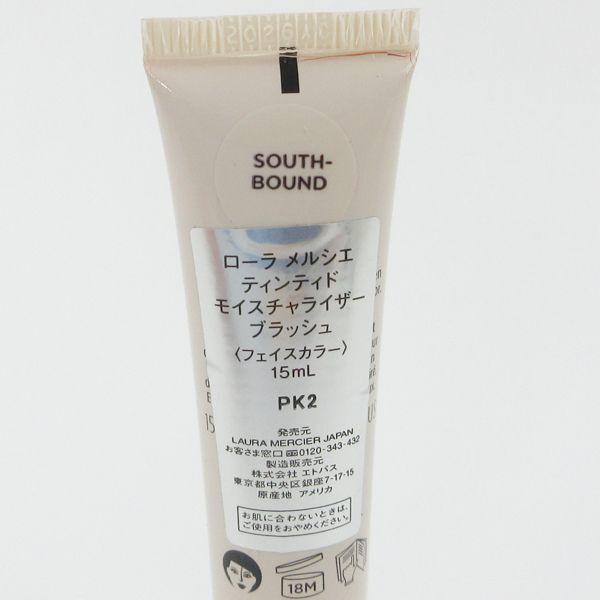 SOUTH-
BOUND
ローラ メルシエ
ティンティド
モイスチャライザー
ブラッシュ
〈フェイスカラー〉
15mL
PK2
発売元
LAURA MERCIER JAPAN
お客さま窓口 0120-343-432
製造販売元
株式会社 エトバス
東京都中央区銀座7-17-15
原産地 アメリカ
お肌に合わないときは、
ご使用をおやめください。
18M